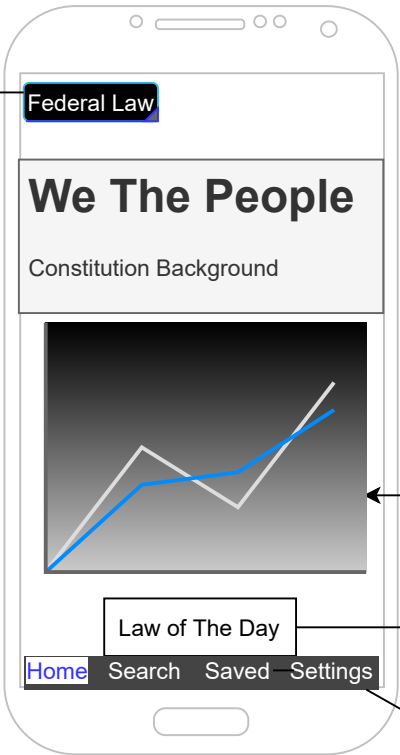 Federal Law
We The People
Constitution Background
Law of The Day
Home Search Saved Settings